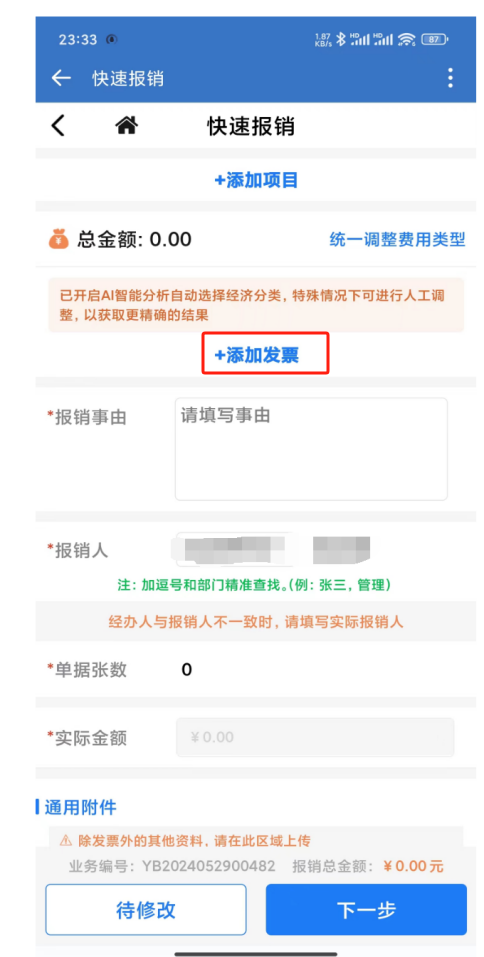 23:33 1.87 KB/s HD HD 87
快速报销
快速报销
+添加项目
总金额: 0.00 统一调整费用类型
已开启AI智能分析自动选择经济分类, 特殊情况下可进行人工调
整, 以获取更精确的结果
+添加发票
*报销事由 请填写事由
*报销人
注: 加逗号和部门精准查找。(例: 张三, 管理)
经办人与报销人不一致时, 请填写实际报销人
*单据张数 0
*实际金额 ¥0.00
通用附件
除发票外的其他资料, 请在此区域上传
业务编号: YB2024052900482 报销总金额: ¥0.00元
待修改 下一步